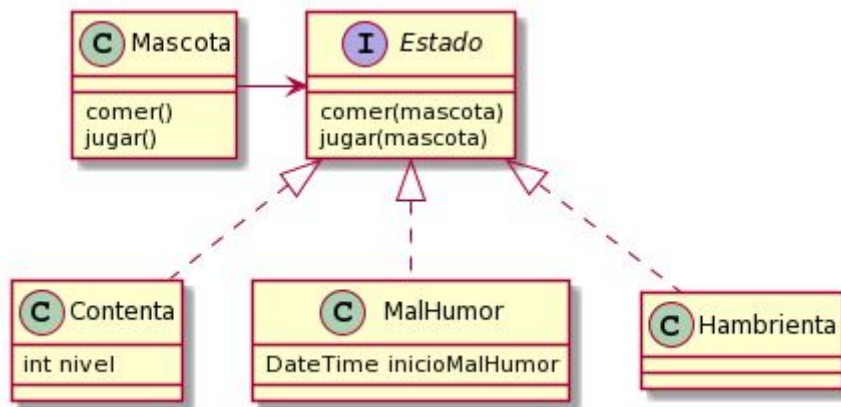 C Mascota
comer()
jugar()
I Estado
comer(mascota)
jugar(mascota)
C Contenta
int nivel
C MalHumor
DateTime inicioMalHumor
C Hambrienta